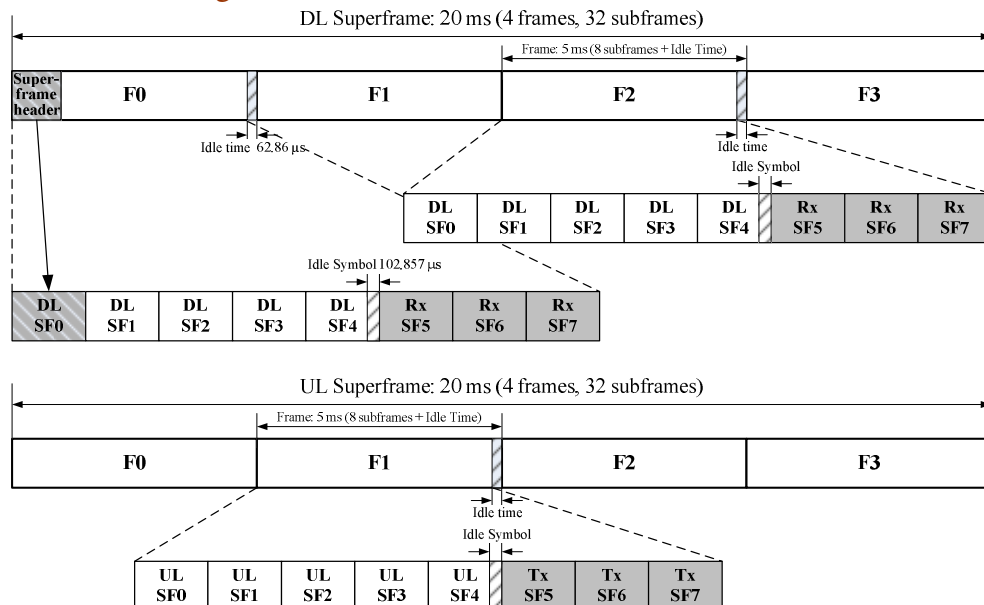 DL Superframe: 20 ms (4 frames, 32 subframes)
Frame: 5 ms (8 subframes + Idle Time)
Super-
frame
header
F0
F1
F2
F3
Idle time 62,86 µs
Idle time
Idle Symbol
DL SF0
DL SF1
DL SF2
DL SF3
DL SF4
Rx SF5
Rx SF6
Rx SF7
Idle Symbol 102,857 µs
DL SF0
DL SF1
DL SF2
DL SF3
DL SF4
Rx SF5
Rx SF6
Rx SF7
UL Superframe: 20 ms (4 frames, 32 subframes)
Frame: 5 ms (8 subframes + Idle Time)
F0
F1
F2
F3
Idle time
Idle Symbol
UL SF0
UL SF1
UL SF2
UL SF3
UL SF4
Tx SF5
Tx SF6
Tx SF7